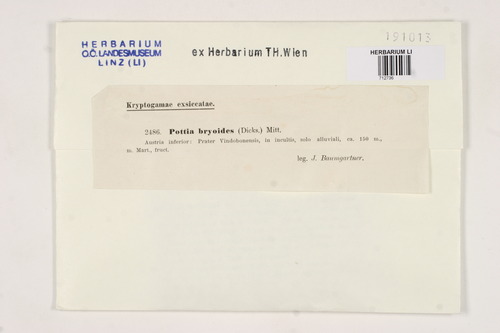 HERBARIUM
O.Ö. LANDESMUSEUM
LINZ (LI)
ex Herbarium T.H. Wien
191013
HERBARIUM LI
712736
Kryptogamae exsiccatae.
2486. Pottia bryoides (Dicks.) Mitt.
Austria inferior: Prater Vindobonensis, in incultis, solo alluviali, ca. 150 m.,
m. Mart., fruct.
leg. J. Baumgartner.